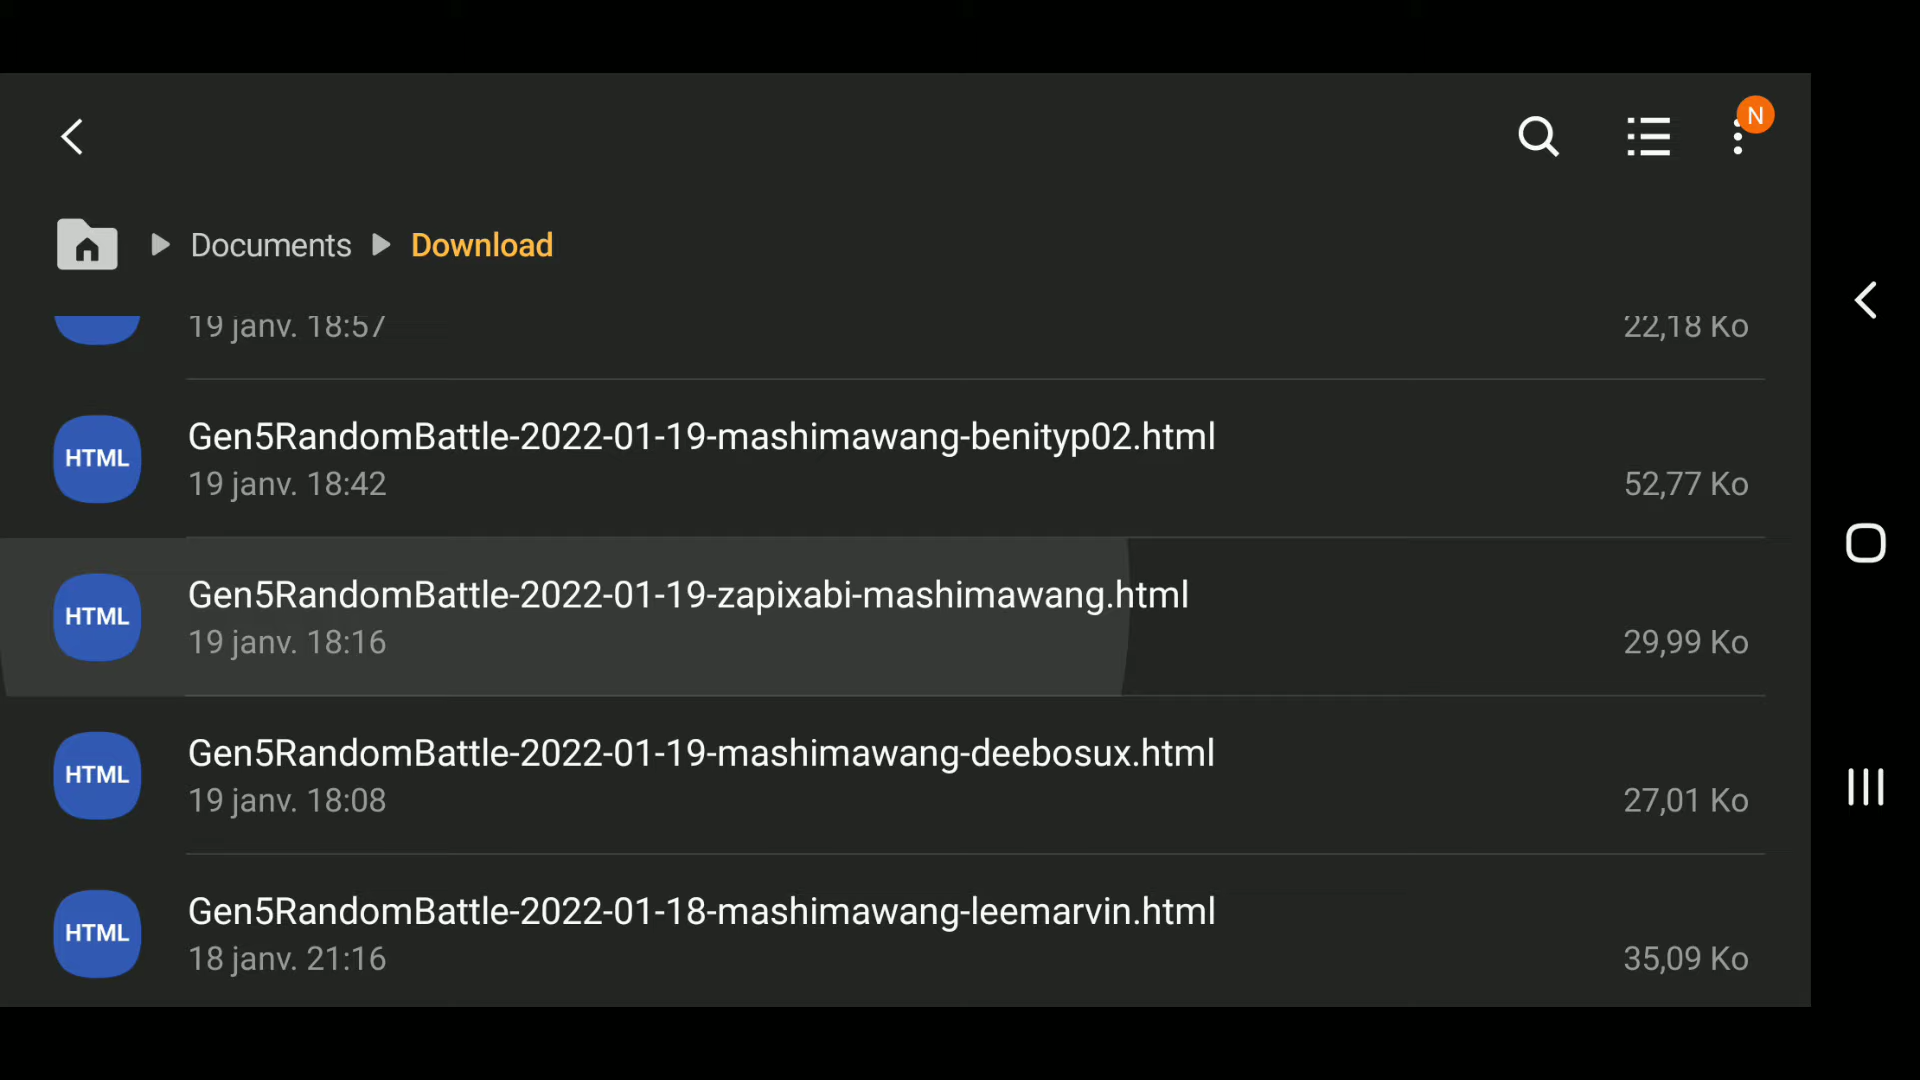 N
Documents Download
19 janv. 18:57 22,18 Ko
HTML Gen5RandomBattle-2022-01-19-mashimawang-benityp02.html
19 janv. 18:42 52,77 Ko
HTML Gen5RandomBattle-2022-01-19-zapixabi-mashimawang.html
19 janv. 18:16 29,99 Ko
HTML Gen5RandomBattle-2022-01-19-mashimawang-deebosux.html
19 janv. 18:08 27,01 Ko
HTML Gen5RandomBattle-2022-01-18-mashimawang-leemarvin.html
18 janv. 21:16 35,09 Ko